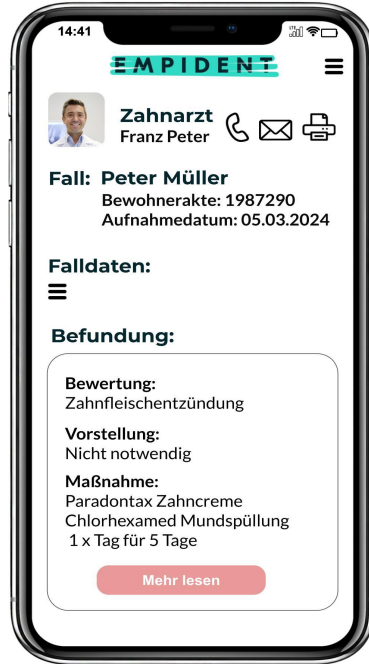 14:41
LTE
EMPIDENT
Zahnarzt
Franz Peter
Fall: Peter Müller
Bewohnerakte: 1987290
Aufnahmedatum: 05.03.2024
Falldaten:
Befundung:
Bewertung:
Zahnfleischentzündung
Vorstellung:
Nicht notwendig
Maßnahme:
Paradontax Zahncreme
Chlorhexamed Mundspüllung
1 x Tag für 5 Tage
Mehr lesen